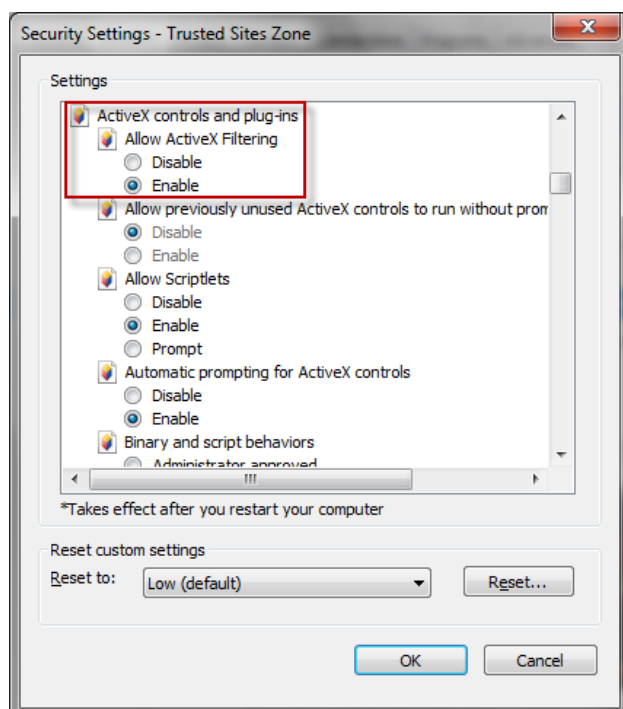 Security Settings - Trusted Sites Zone
Settings
ActiveX controls and plug-ins
Allow ActiveX Filtering
Disable
Enable
Allow previously unused ActiveX controls to run without
Disable
Enable
Allow Scriptlets
Disable
Enable
Prompt
Automatic prompting for ActiveX controls
Disable
Enable
Binary and script behaviors
Administrator approved
*Takes effect after you restart your computer
Reset custom settings
Reset to:
Low (default)
Reset...
OK
Cancel